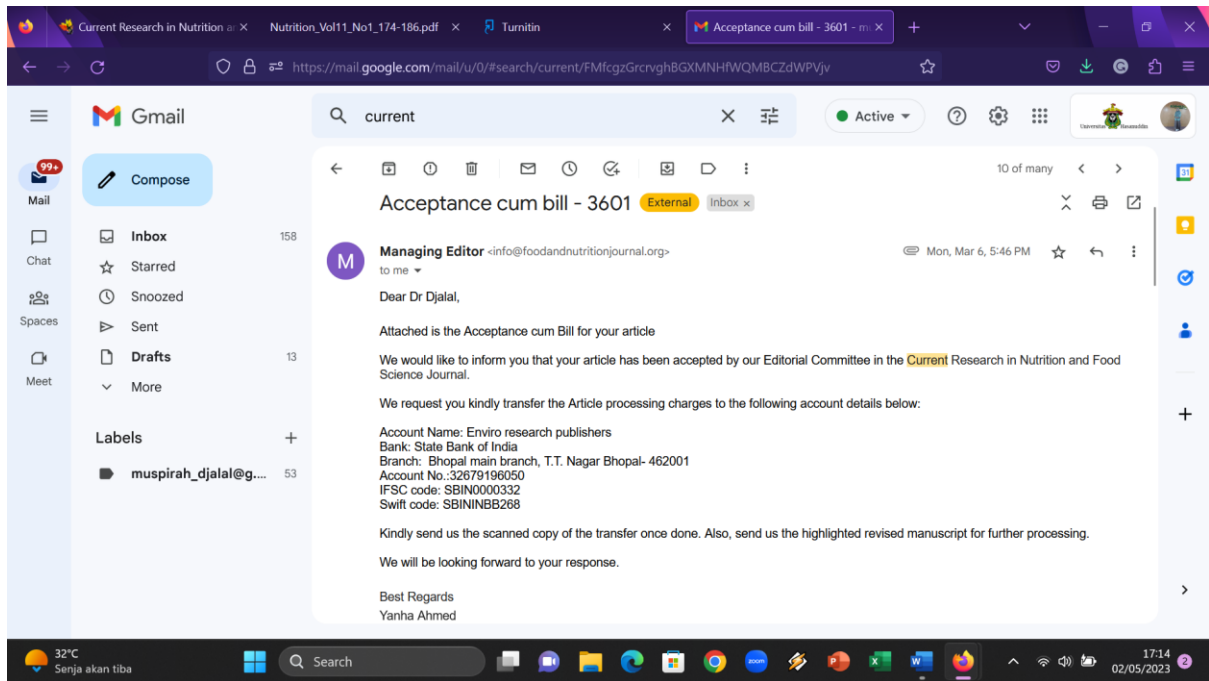 Current Research in Nutrition a
Nutrition_Vol11_No1_174-186.pdf
Turnitin
Acceptance cum bill - 3601 - m
https://mail.google.com/mail/u/0/#search/current/FMfcgzGrcrvghBGXMNHfWQMBCZdWPVjv
Gmail
current
Active
Universitas Hasanuddin
99+
Mail
Chat
Spaces
Meet
Compose
Inbox 158
Starred
Snoozed
Sent
Drafts 13
More
Labels
muspirah_djalal@g.... 53
10 of many
31
Acceptance cum bill - 3601 External Inbox x
M
Managing Editor <info@foodandnutritionjournal.org>
Mon, Mar 6, 5:46 PM
to me
Dear Dr Djalal,
Attached is the Acceptance cum Bill for your article
We would like to inform you that your article has been accepted by our Editorial Committee in the Current Research in Nutrition and Food
Science Journal.
We request you kindly transfer the Article processing charges to the following account details below:
Account Name: Enviro research publishers
Bank: State Bank of India
Branch: Bhopal main branch, T.T. Nagar Bhopal- 462001
Account No.:32679196050
IFSC code: SBIN0000332
Swift code: SBININBB268
Kindly send us the scanned copy of the transfer once done. Also, send us the highlighted revised manuscript for further processing.
We will be looking forward to your response.
Best Regards
Yanha Ahmed
32°C
Senja akan tiba
Search
zoom
17:14
02/05/2023
2